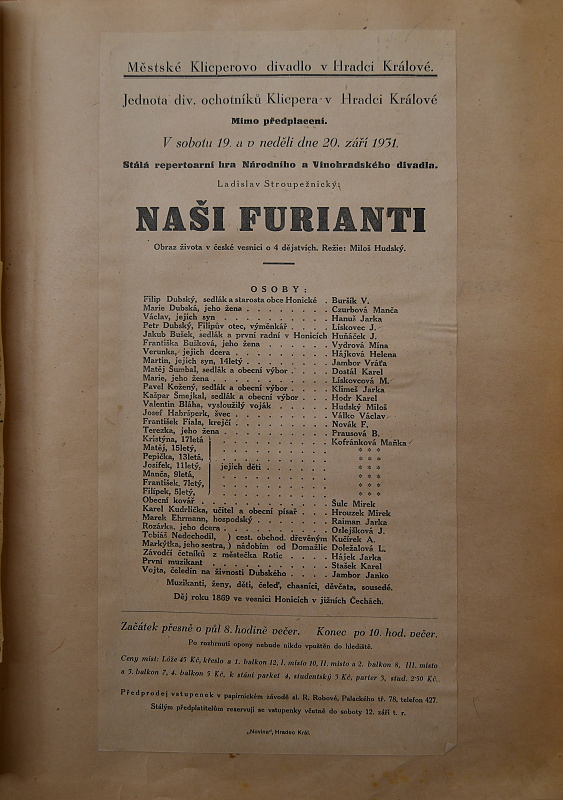 Městské Klicperovo divadlo v Hradci Králové.
Jednota div. ochotníků Klicpera v Hradci Králové
Mimo předplacení.
V sobotu 19. a v neděli dne 20. září 1931.
Stálá repertoarní hra Národního a Vinohradského divadla.
Ladislav Stroupežnický:
NAŠI FURIANTI
Obraz života v české vesnici o 4 dějstvích. Režie: Miloš Hudský.
OSOBY:
Filip Dubský, sedlák a starosta obce Honické . Buršík V.
Marie Dubská, jeho žena . . . . . . . . . Czurbová Manča
Václav, jejich syn . . . . . . . . . . . Hanuš Jarka
Petr Dubský, Filipův otec, výměnkář . . . . Lískovec J.
Jakub Bušek, sedlák a první radní v Honicích Huňáček J.
Františka Bušková, jeho žena . . . . . . . Vydrová Mína
Verunka, jejich dcera . . . . . . . . . . Hájková Helena
Martin, jejich syn, 14letý . . . . . . . . Jambor Vráťa
Matěj Šumbal, sedlák a obecní výbor . . . . Dostál Karel
Marie, jeho žena . . . . . . . . . . . Lískovcová M.
Pavel Kožený, sedlák a obecní výbor . . . . Klimeš Jarka
Kašpar Šmejkal, sedlák a obecní výbor . . . Hodr Karel
Valentin Bláha, vysloužilý voják . . . . . . Hudský Miloš
Josef Habršperk, švec . . . . . . . . . . Válko Václav
František Fiala, krejčí . . . . . . . . . . Novák F.
Terezka, jeho žena . . . . . . . . . . . Prausová B.
Kristýna, 17letá . . . . . . . . . . Kofránková Maňka
Matěj, 15letý, . . . . . . . . . . * * *
Pepička, 13letá, . . . . . . . . . . * * *
Josífek, 11letý, jejich děti . . . . . . * * *
Manča, 9letá, . . . . . . . . . . * * *
František, 7letý, . . . . . . . . . . * * *
Filípek, 5letý, . . . . . . . . . . * * *
Obecní kovář . . . . . . . . . . . . Šulc Mirek
Karel Kudrlička, učitel a obecní písař . . . . Hrouzek Mirek
Marek Ehrmann, hospodský . . . . . . . Raiman Jarka
Rozárka, jeho dcera . . . . . . . . . . Ozlejšková J.
Tobiáš Nedochodil, ) cest. obchod. dřevěným Kučírek A.
Markýtka, jeho sestra, ) nádobím od Domažlic Doležalová L.
Závodčí četníků z městečka Rotic . . . . . Hájek Jarka
První muzikant . . . . . . . . . . . Stašek Karel
Vojta, čeledín na živnosti Dubského . . . . Jambor Janko
Muzikanti, ženy, děti, čeleď, chasníci, děvčata, sousedé.
Děj roku 1869 ve vesnici Honicích v jižních Čechách.
Začátek přesně o půl 8. hodině večer. Konec po 10. hod. večer.
Po rozhrnutí opony nebude nikdo vpuštěn do hlediště.
Ceny míst: Lóže 45 Kč, křeslo a 1. balkon 12, I. místo 10, II. místo a 2. balkon 8, III. místo
a 3. balkon 7, 4. balkon 5 Kč, k stání parket 4, studentský 3 Kč, parter 3, stud. 2·50 Kč.
Předprodej vstupenek v papírnickém závodě sl. R. Robové, Palackého tř. 78, telefon 427.
Stálým předplatitelům reservují se vstupenky včetně do soboty 12. září t. r.
„Novina", Hradec Král.